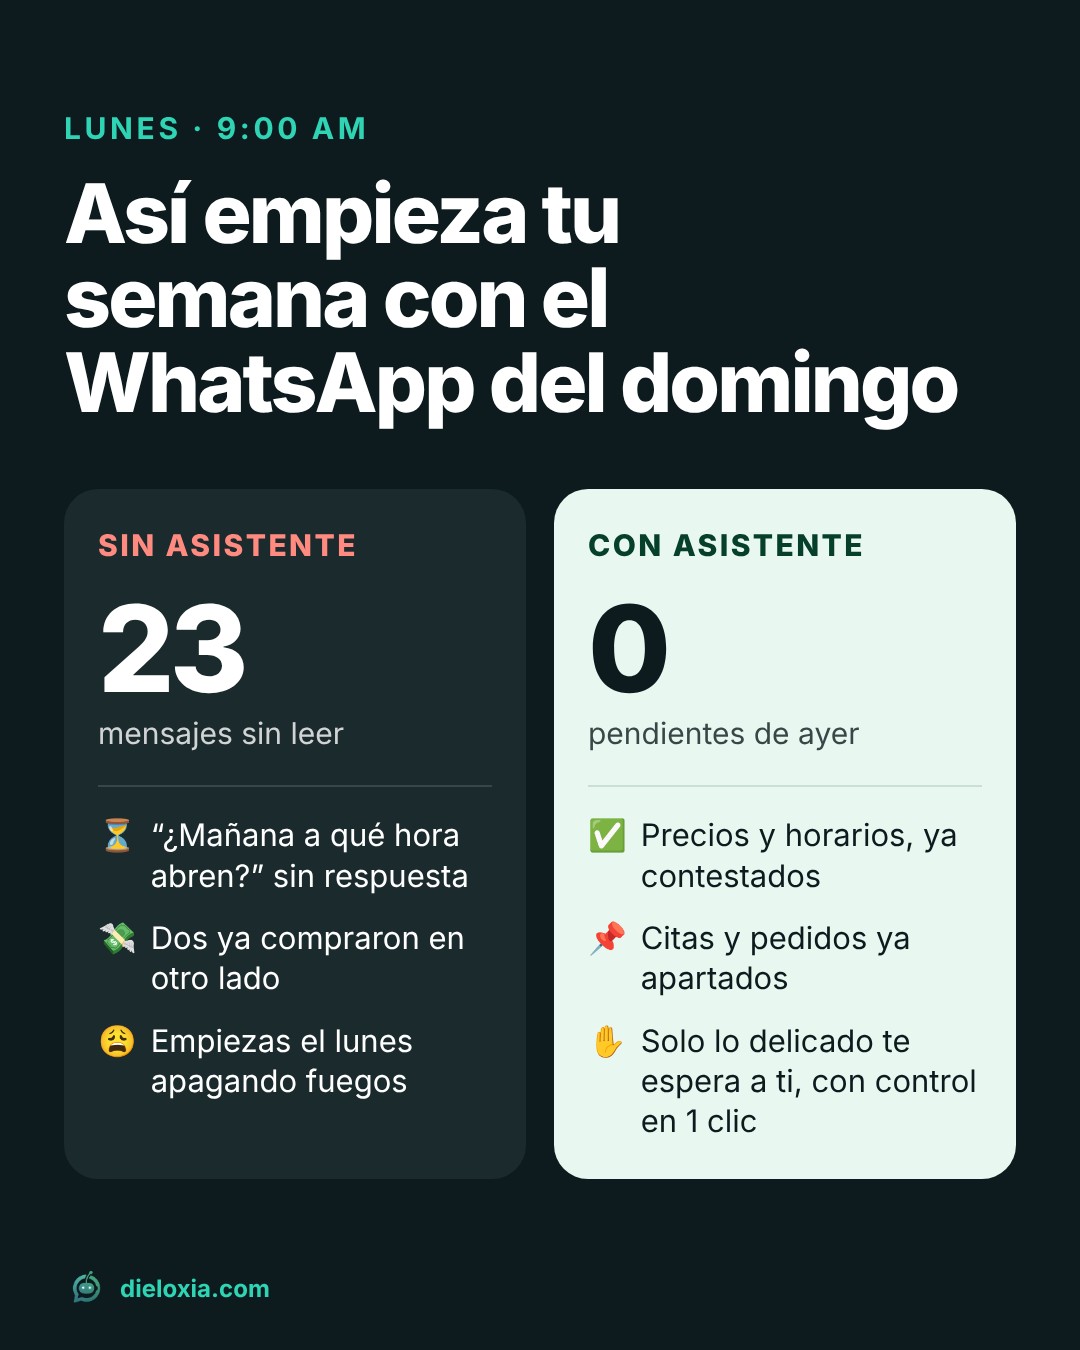 LUNES · 9:00 AM
Así empieza tu
semana con el
WhatsApp del domingo
SIN ASISTENTE
23
mensajes sin leer
⏳ “¿Mañana a qué hora
abren?” sin respuesta
💸 Dos ya compraron en
otro lado
😩 Empiezas el lunes
apagando fuegos
CON ASISTENTE
0
pendientes de ayer
✅ Precios y horarios, ya
contestados
📌 Citas y pedidos ya
apartados
✋ Solo lo delicado te
espera a ti, con control
en 1 clic
dieloxia.com